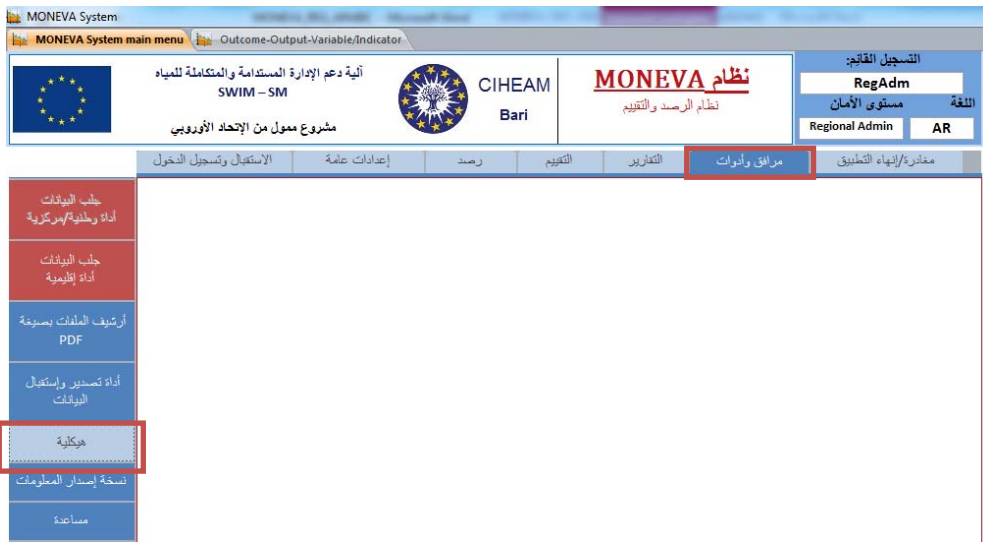 MONEVA System
MONEVA System main menu
Outcome-Output-Variable/Indicator
آلية دعم الإدارة المستدامة والمتكاملة للمياه
SWIM – SM
مشروع ممول من الإتحاد الأوروبي
CIHEAM
Bari
نظام MONEVA
نظام الرصد والتقييم
التسجيل القائم:
RegAdm
مستوى الأمان
اللغة
Regional Admin
AR
الاستقبال وتسجيل الدخول
إعدادات عامة
رصد
التقييم
التقارير
مرافق وأدوات
مغادرة/إنهاء التطبيق
جلب البيانات
أداة وطنية/مركزية
جلب البيانات
أداة إقليمية
أرشيف الملفات بصيغة
PDF
أداة تصدير وإستقبال
البيانات
هيكلية
نسخة إصدار المعلومات
مساعدة